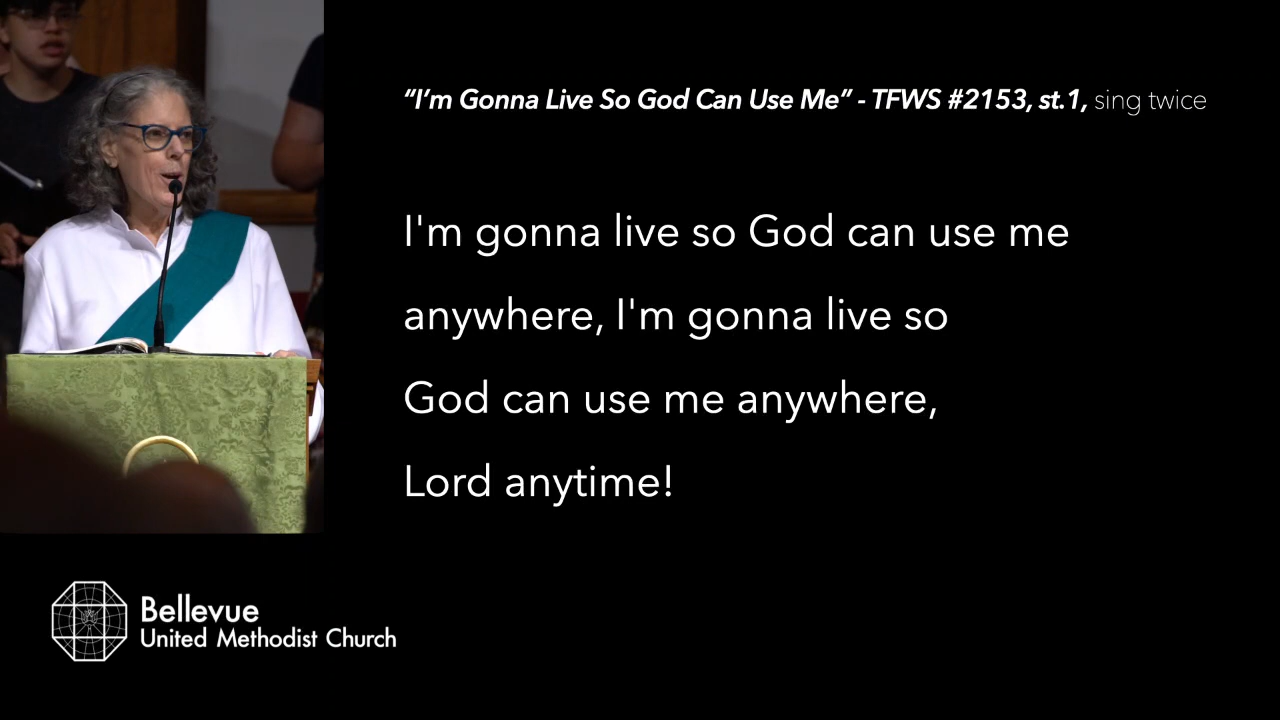 “I’m Gonna Live So God Can Use Me” - TFWS #2153, st.1, sing twice
I'm gonna live so God can use me
anywhere, I'm gonna live so
God can use me anywhere,
Lord anytime!
Bellevue
United Methodist Church